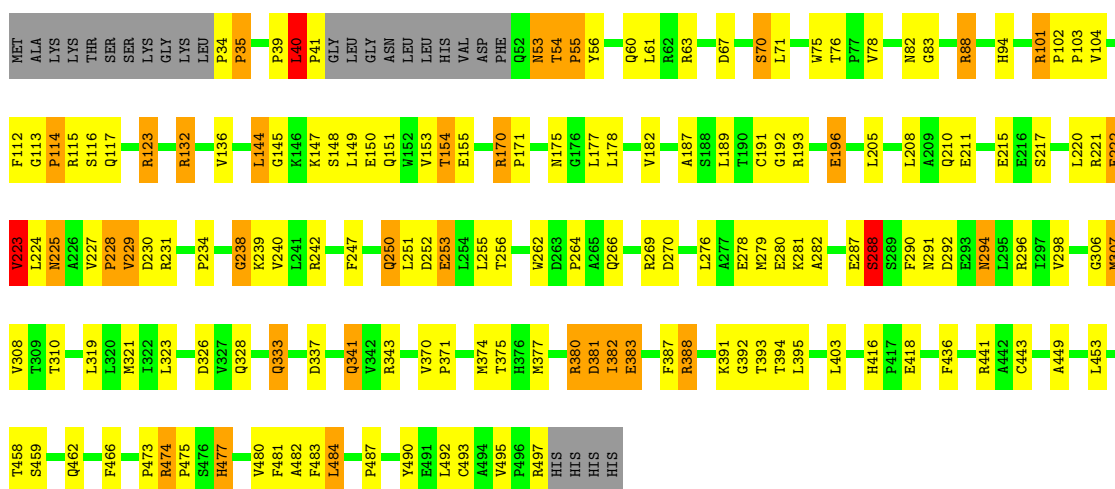 MET ALA LYS LYS THR SER SER LYS GLY LYS LEU P34 P35 P39 L40 P41 GLY LEU GLY ASN LEU LEU HIS VAL ASP PHE Q52 N53 T54 P55 Y56 Q60 L61 R62 R63 D67 S70 L71 W75 T76 P77 V78 N82 G83 R88 H94 R101 P102 P103 V104
F112 G113 P114 R115 S116 Q117 R123 R132 V136 L144 G145 K146 K147 S148 L149 E150 Q151 W152 V153 T154 E155 R170 P171 N175 G176 L177 L178 V182 A187 S188 L189 T190 C191 G192 R193 E196 L205 L208 A209 Q210 E211 E215 E216 S217 L220 R221 E222
V223 L224 N225 A226 V227 P228 V229 D230 R231 P234 G238 K239 V240 L241 R242 F247 Q250 L251 D252 E253 L254 L255 T256 W262 D263 P264 A265 Q266 R269 D270 L276 A277 E278 M279 E280 K281 A282 E287 S288 S289 F290 N291 D292 E293 N294 L295 R296 I297 V298 G306 M307
V308 T309 T310 L319 L320 M321 I322 L323 D326 V327 Q328 Q333 D337 Q341 V342 R343 V370 P371 M374 T375 H376 M377 R380 D381 I382 E383 F387 R388 K391 G392 T393 T394 L395 L403 H416 P417 E418 F436 R441 A442 C443 A449 L453
T458 S459 Q462 F466 P473 R474 P475 S476 H477 V480 F481 A482 F483 L484 P487 Y490 E491 L492 C493 A494 V495 P496 R497 HIS HIS HIS HIS